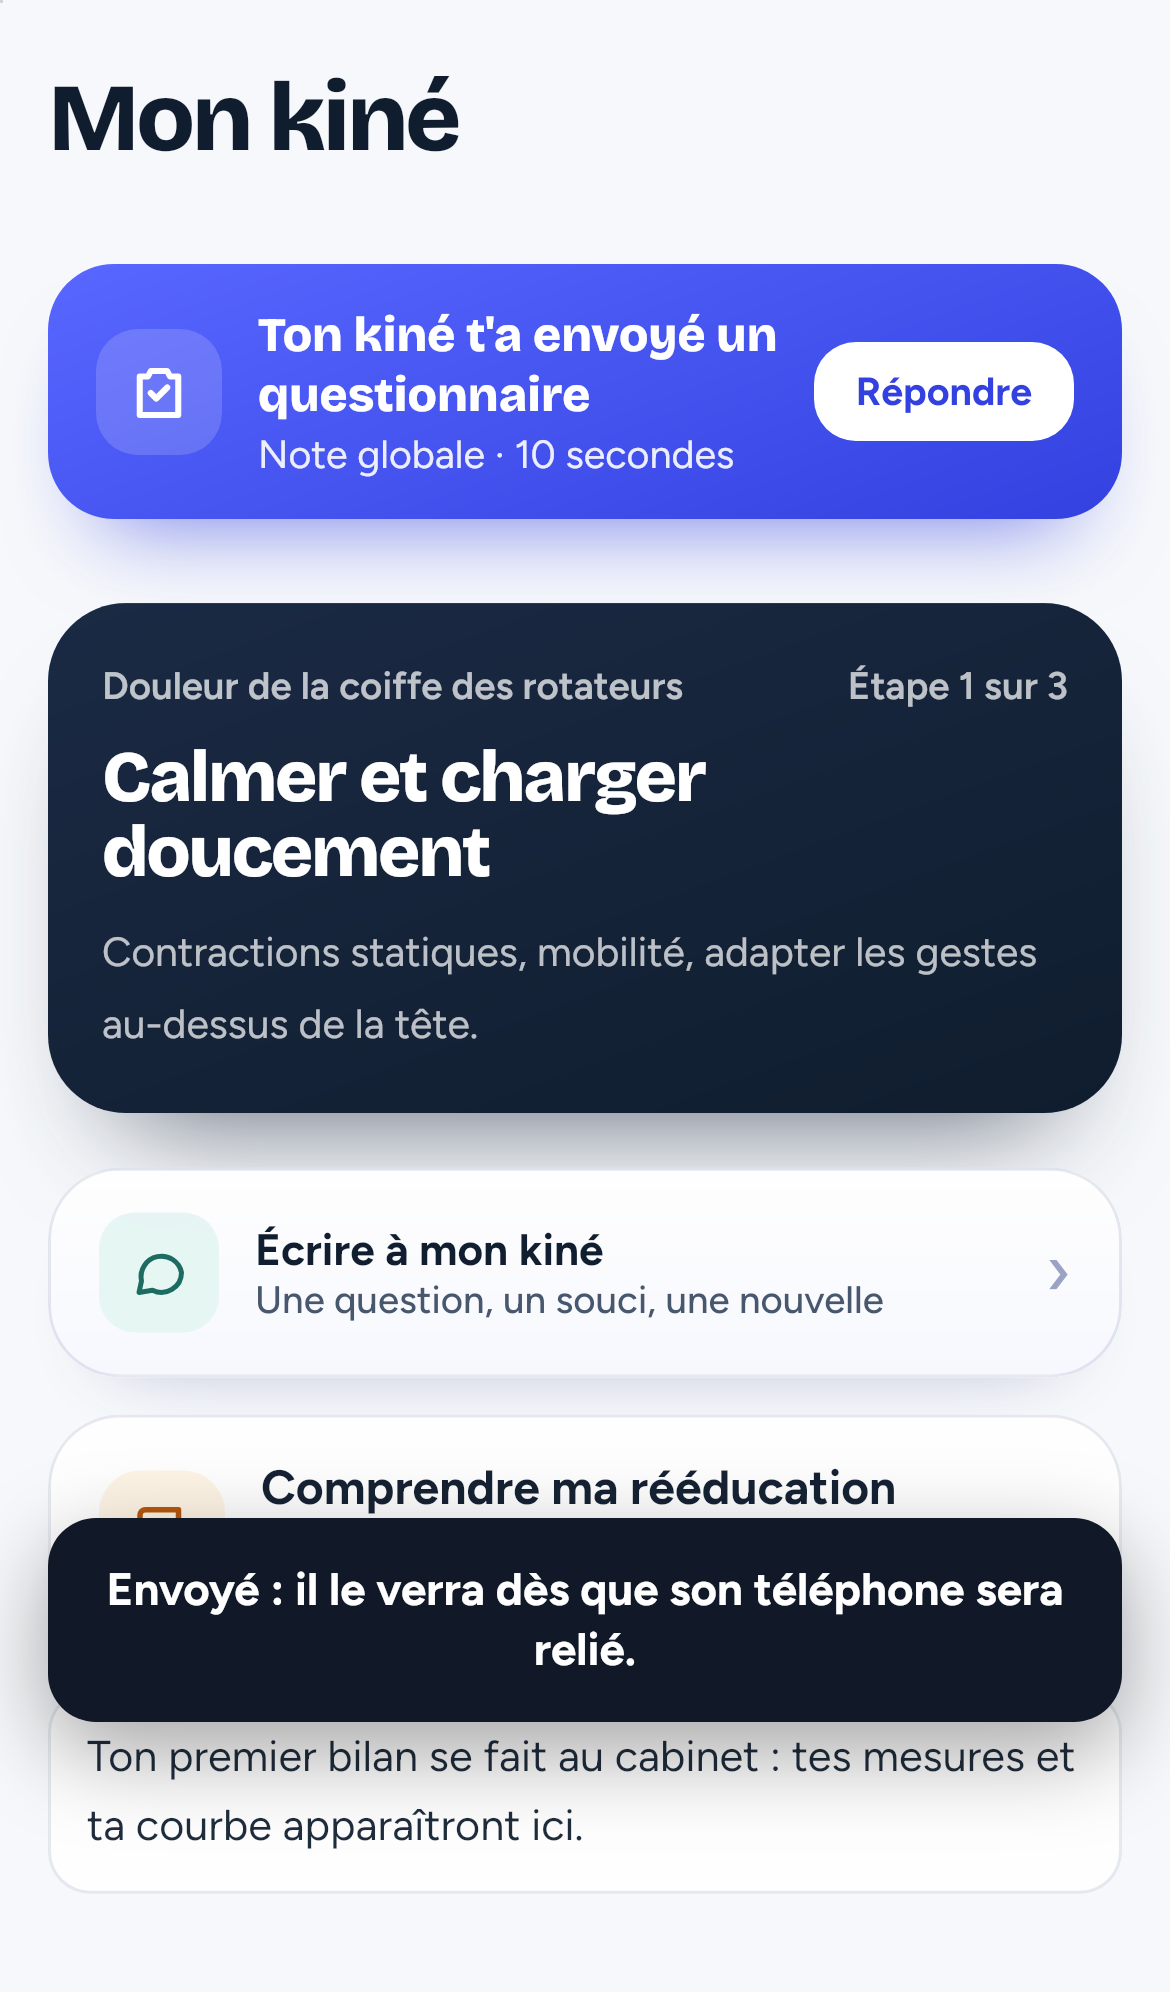 Mon kiné
Ton kiné t'a envoyé un
questionnaire
Note globale · 10 secondes
Répondre
Douleur de la coiffe des rotateurs
Étape 1 sur 3
Calmer et charger
doucement
Contractions statiques, mobilité, adapter les gestes
au-dessus de la tête.
Écrire à mon kiné
Une question, un souci, une nouvelle
Comprendre ma rééducation
Envoyé : il le verra dès que son téléphone sera
relié.
Ton premier bilan se fait au cabinet : tes mesures et
ta courbe apparaîtront ici.